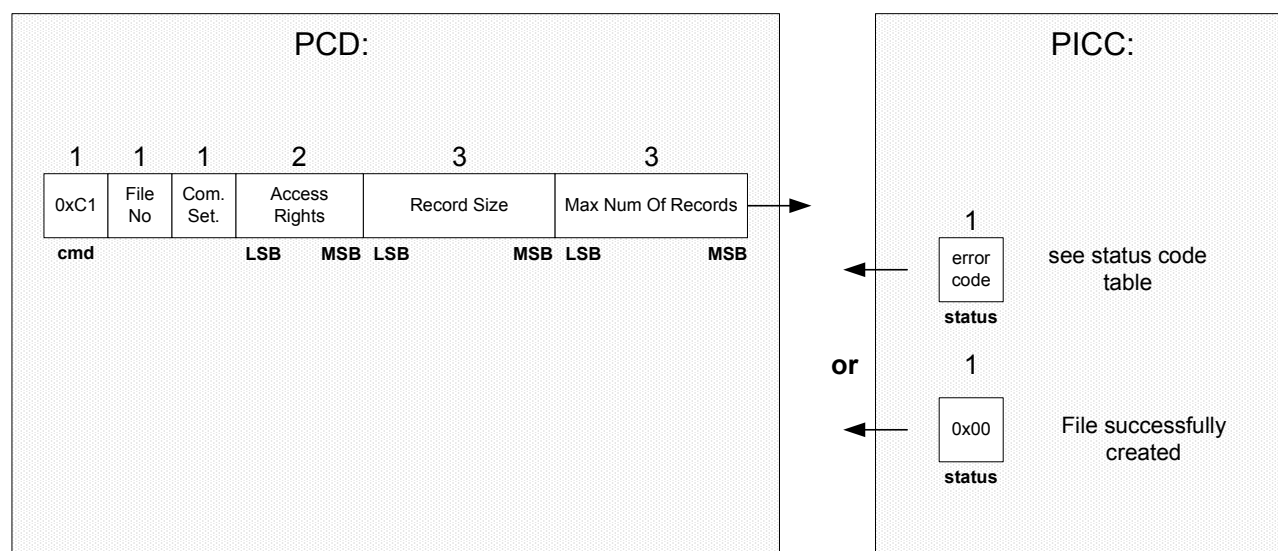 PCD:
PICC:
1 1 1 2 3 3
0xC1
File
No
Com.
Set.
Access
Rights
Record Size
Max Num Of Records
cmd
LSB MSB LSB MSB LSB MSB
1
error
code
status
see status code
table
or
1
0x00
status
File successfully
created